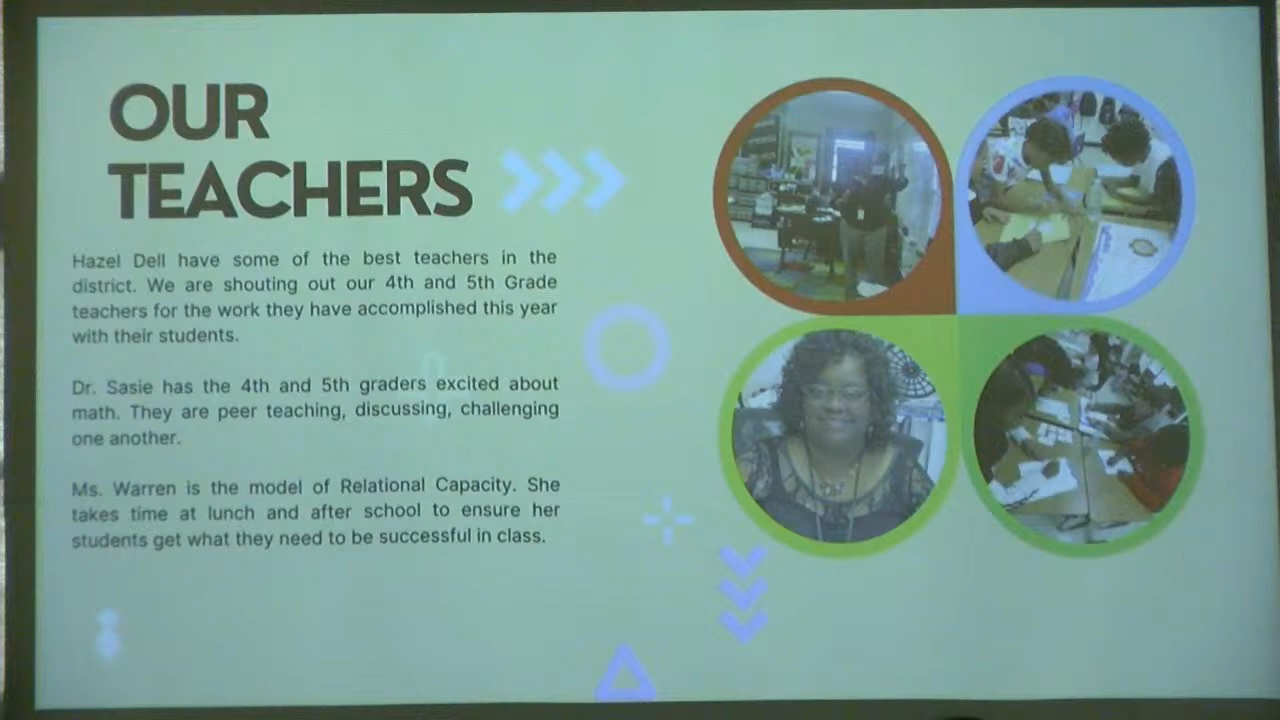 OUR
TEACHERS
Hazel Dell have some of the best teachers in the
district. We are shouting out our 4th and 5th Grade
teachers for the work they have accomplished this year
with their students.
Dr. Sasie has the 4th and 5th graders excited about
math. They are peer teaching, discussing, challenging
one another.
Ms. Warren is the model of Relational Capacity. She
takes time at lunch and after school to ensure her
students get what they need to be successful in class.